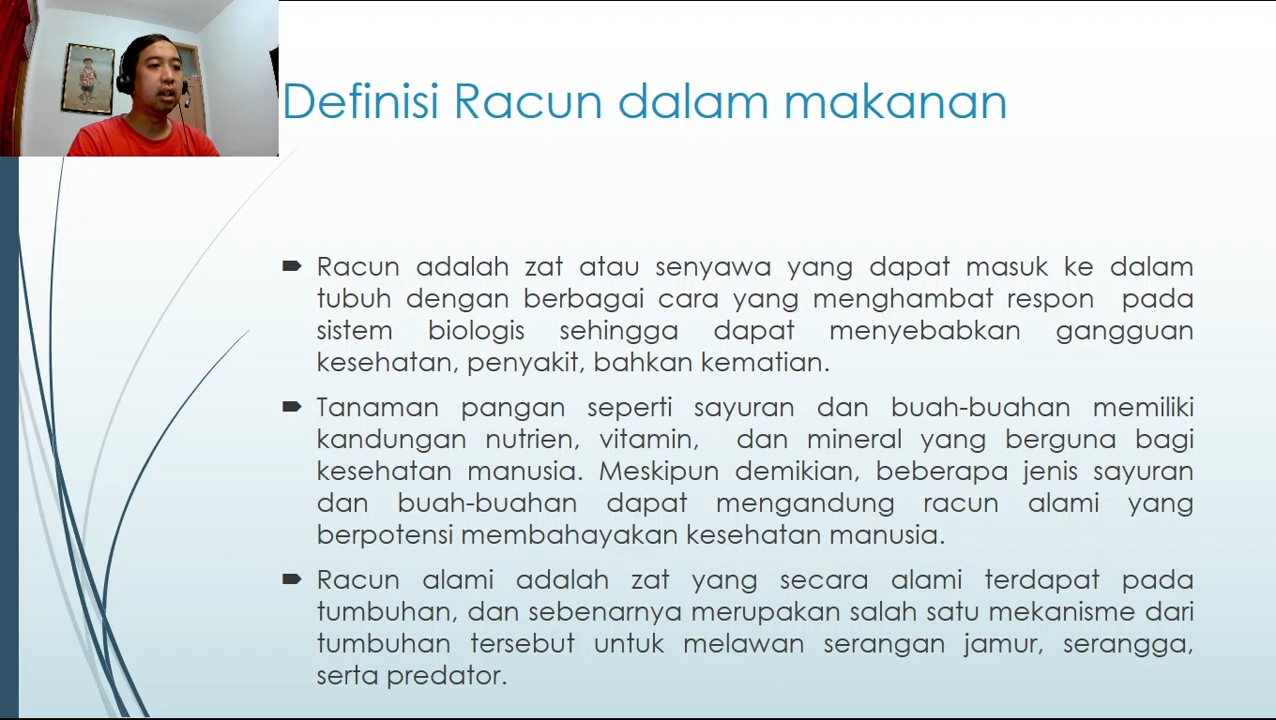 Definisi Racun dalam makanan
Racun adalah zat atau senyawa yang dapat masuk ke dalam
tubuh dengan berbagai cara yang menghambat respon pada
sistem biologis sehingga dapat menyebabkan gangguan
kesehatan, penyakit, bahkan kematian.
Tanaman pangan seperti sayuran dan buah-buahan memiliki
kandungan nutrien, vitamin, dan mineral yang berguna bagi
kesehatan manusia. Meskipun demikian, beberapa jenis sayuran
dan buah-buahan dapat mengandung racun alami yang
berpotensi membahayakan kesehatan manusia.
Racun alami adalah zat yang secara alami terdapat pada
tumbuhan, dan sebenarnya merupakan salah satu mekanisme dari
tumbuhan tersebut untuk melawan serangan jamur, serangga,
serta predator.